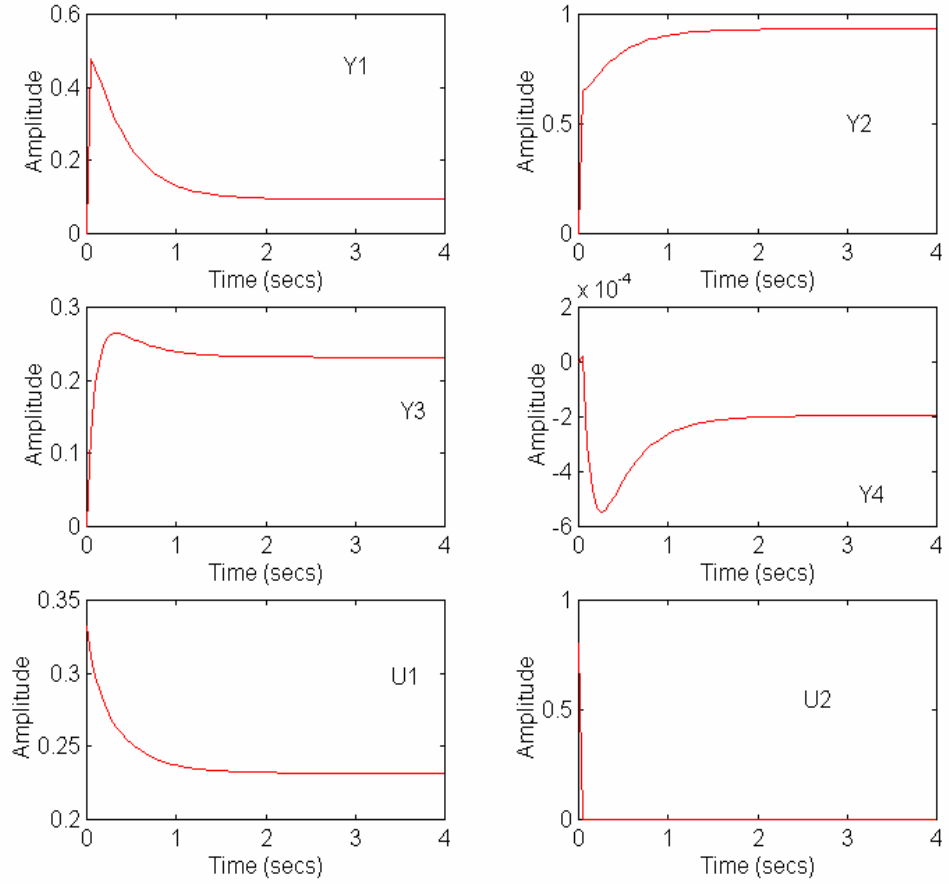 0.6
0.4
0.2
0
Amplitude
Y1
0 1 2 3 4
Time (secs)
1
0.5
0
Amplitude
Y2
0 1 2 3 4
Time (secs)
0.3
0.2
0.1
0
Amplitude
Y3
0 1 2 3 4
Time (secs)
x 10-4
2
0
-2
-4
-6
Amplitude
Y4
0 1 2 3 4
Time (secs)
0.35
0.3
0.25
0.2
Amplitude
U1
0 1 2 3 4
Time (secs)
1
0.5
0
Amplitude
U2
0 1 2 3 4
Time (secs)